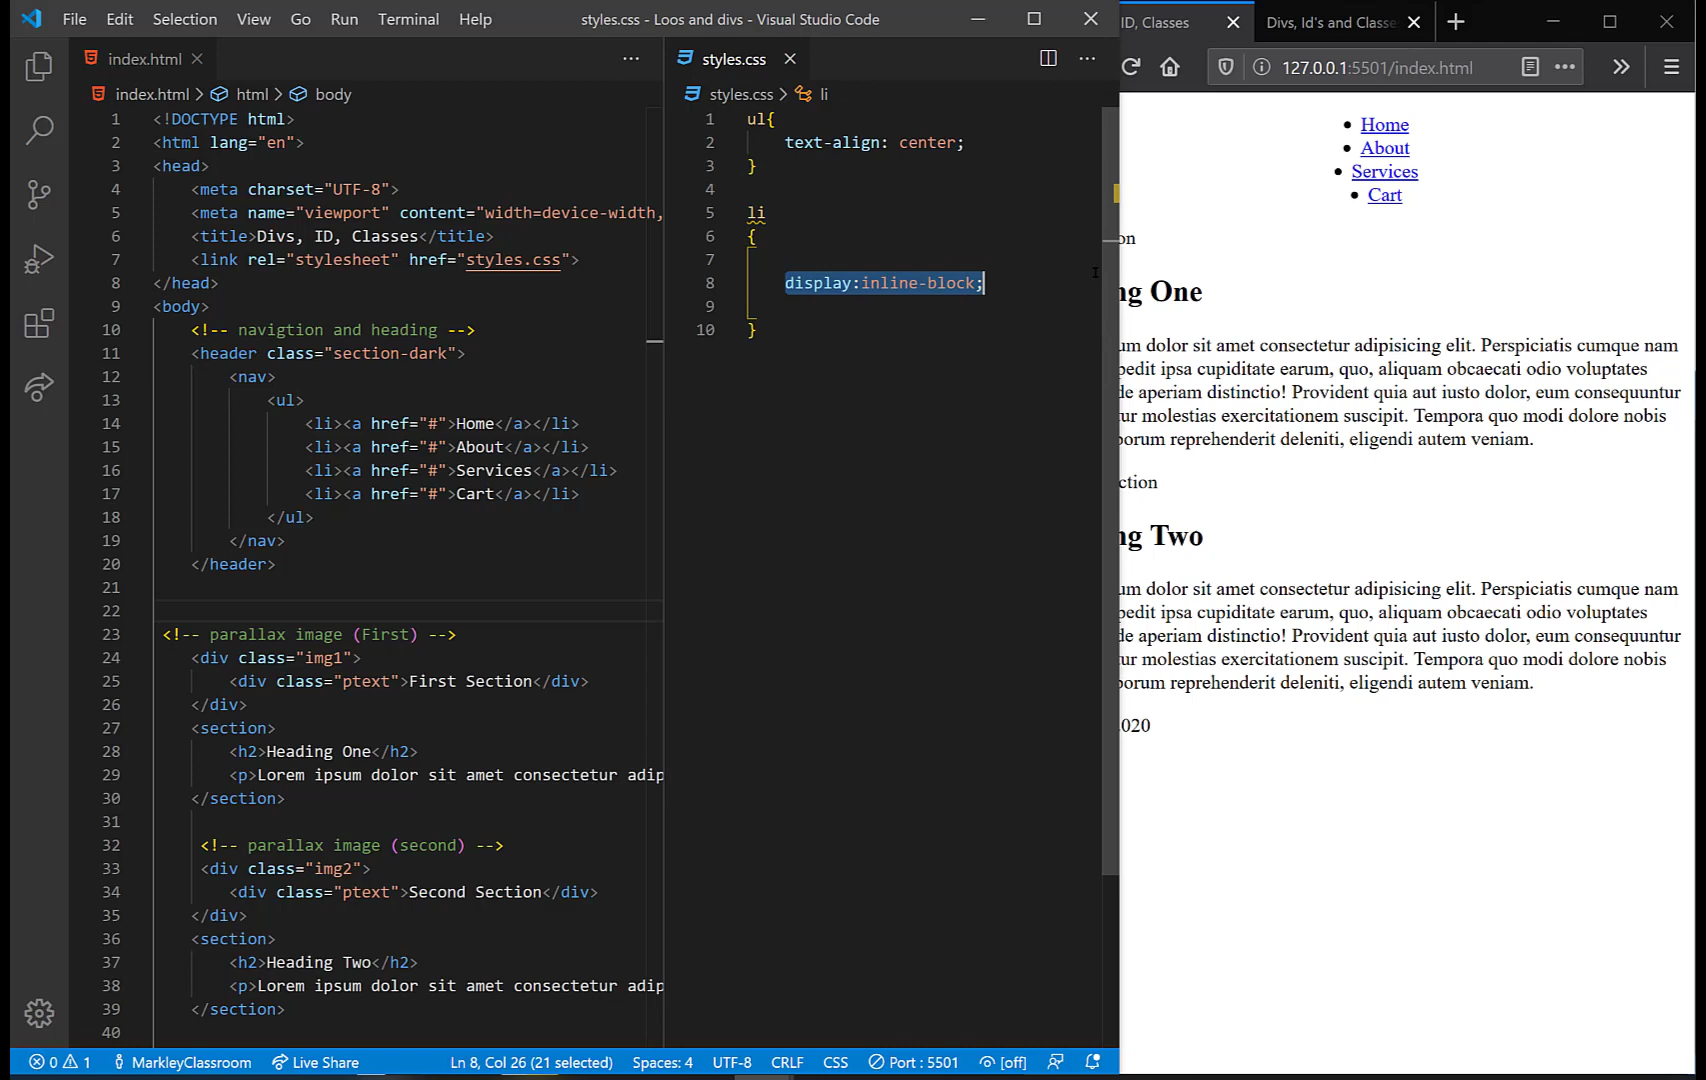 File Edit Selection View Go Run Terminal Help
styles.css - Loos and divs - Visual Studio Code
index.html
index.html > html > body
1 <!DOCTYPE html>
2 <html lang="en">
3 <head>
4 <meta charset="UTF-8">
5 <meta name="viewport" content="width=device-width,
6 <title>Divs, ID, Classes</title>
7 <link rel="stylesheet" href="styles.css">
8 </head>
9 <body>
10 <!-- navigtion and heading -->
11 <header class="section-dark">
12 <nav>
13 <ul>
14 <li><a href="#">Home</a></li>
15 <li><a href="#">About</a></li>
16 <li><a href="#">Services</a></li>
17 <li><a href="#">Cart</a></li>
18 </ul>
19 </nav>
20 </header>
21
22
23 <!-- parallax image (First) -->
24 <div class="img1">
25 <div class="ptext">First Section</div>
26 </div>
27 <section>
28 <h2>Heading One</h2>
29 <p>Lorem ipsum dolor sit amet consectetur adip
30 </section>
31
32 <!-- parallax image (second) -->
33 <div class="img2">
34 <div class="ptext">Second Section</div>
35 </div>
36 <section>
37 <h2>Heading Two</h2>
38 <p>Lorem ipsum dolor sit amet consectetur adip
39 </section>
40
styles.css
styles.css > li
1 ul{
2 text-align: center;
3 }
4
5 li
6 {
7
8 display:inline-block;
9
10 }
0 1 MarkleyClassroom Live Share Ln 8, Col 26 (21 selected) Spaces: 4 UTF-8 CRLF CSS Port : 5501 [off]
ID, Classes Divs, Id's and Classe
127.0.0.1:5501/index.html
Home
About
Services
Cart
on
ng One
um dolor sit amet consectetur adipisicing elit. Perspiciatis cumque nam
pedit ipsa cupiditate earum, quo, aliquam obcaecati odio voluptates
de aperiam distinctio! Provident quia aut iusto dolor, eum consequuntur
tur molestias exercitationem suscipit. Tempora quo modi dolore nobis
porum reprehenderit deleniti, eligendi autem veniam.
ction
ng Two
um dolor sit amet consectetur adipisicing elit. Perspiciatis cumque nam
pedit ipsa cupiditate earum, quo, aliquam obcaecati odio voluptates
de aperiam distinctio! Provident quia aut iusto dolor, eum consequuntur
tur molestias exercitationem suscipit. Tempora quo modi dolore nobis
porum reprehenderit deleniti, eligendi autem veniam.
020